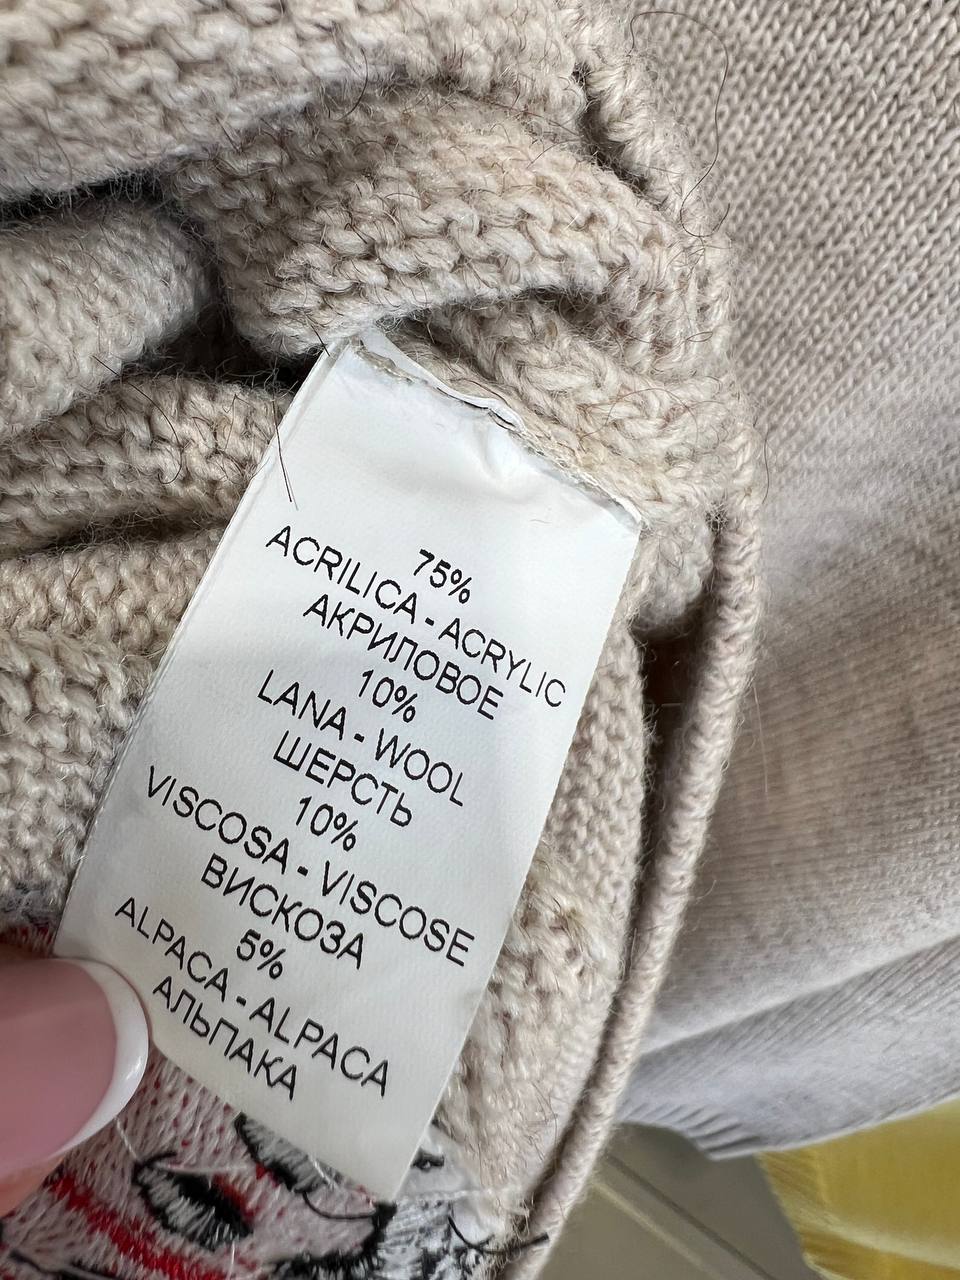 75%
ACRILICA - ACRYLIC
АКРИЛОВОЕ
10%
LANA - WOOL
ШЕРСТЬ
10%
VISCOSA - VISCOSE
ВИСКОЗА
5%
ALPACA - ALPACA
АЛЬПАКА